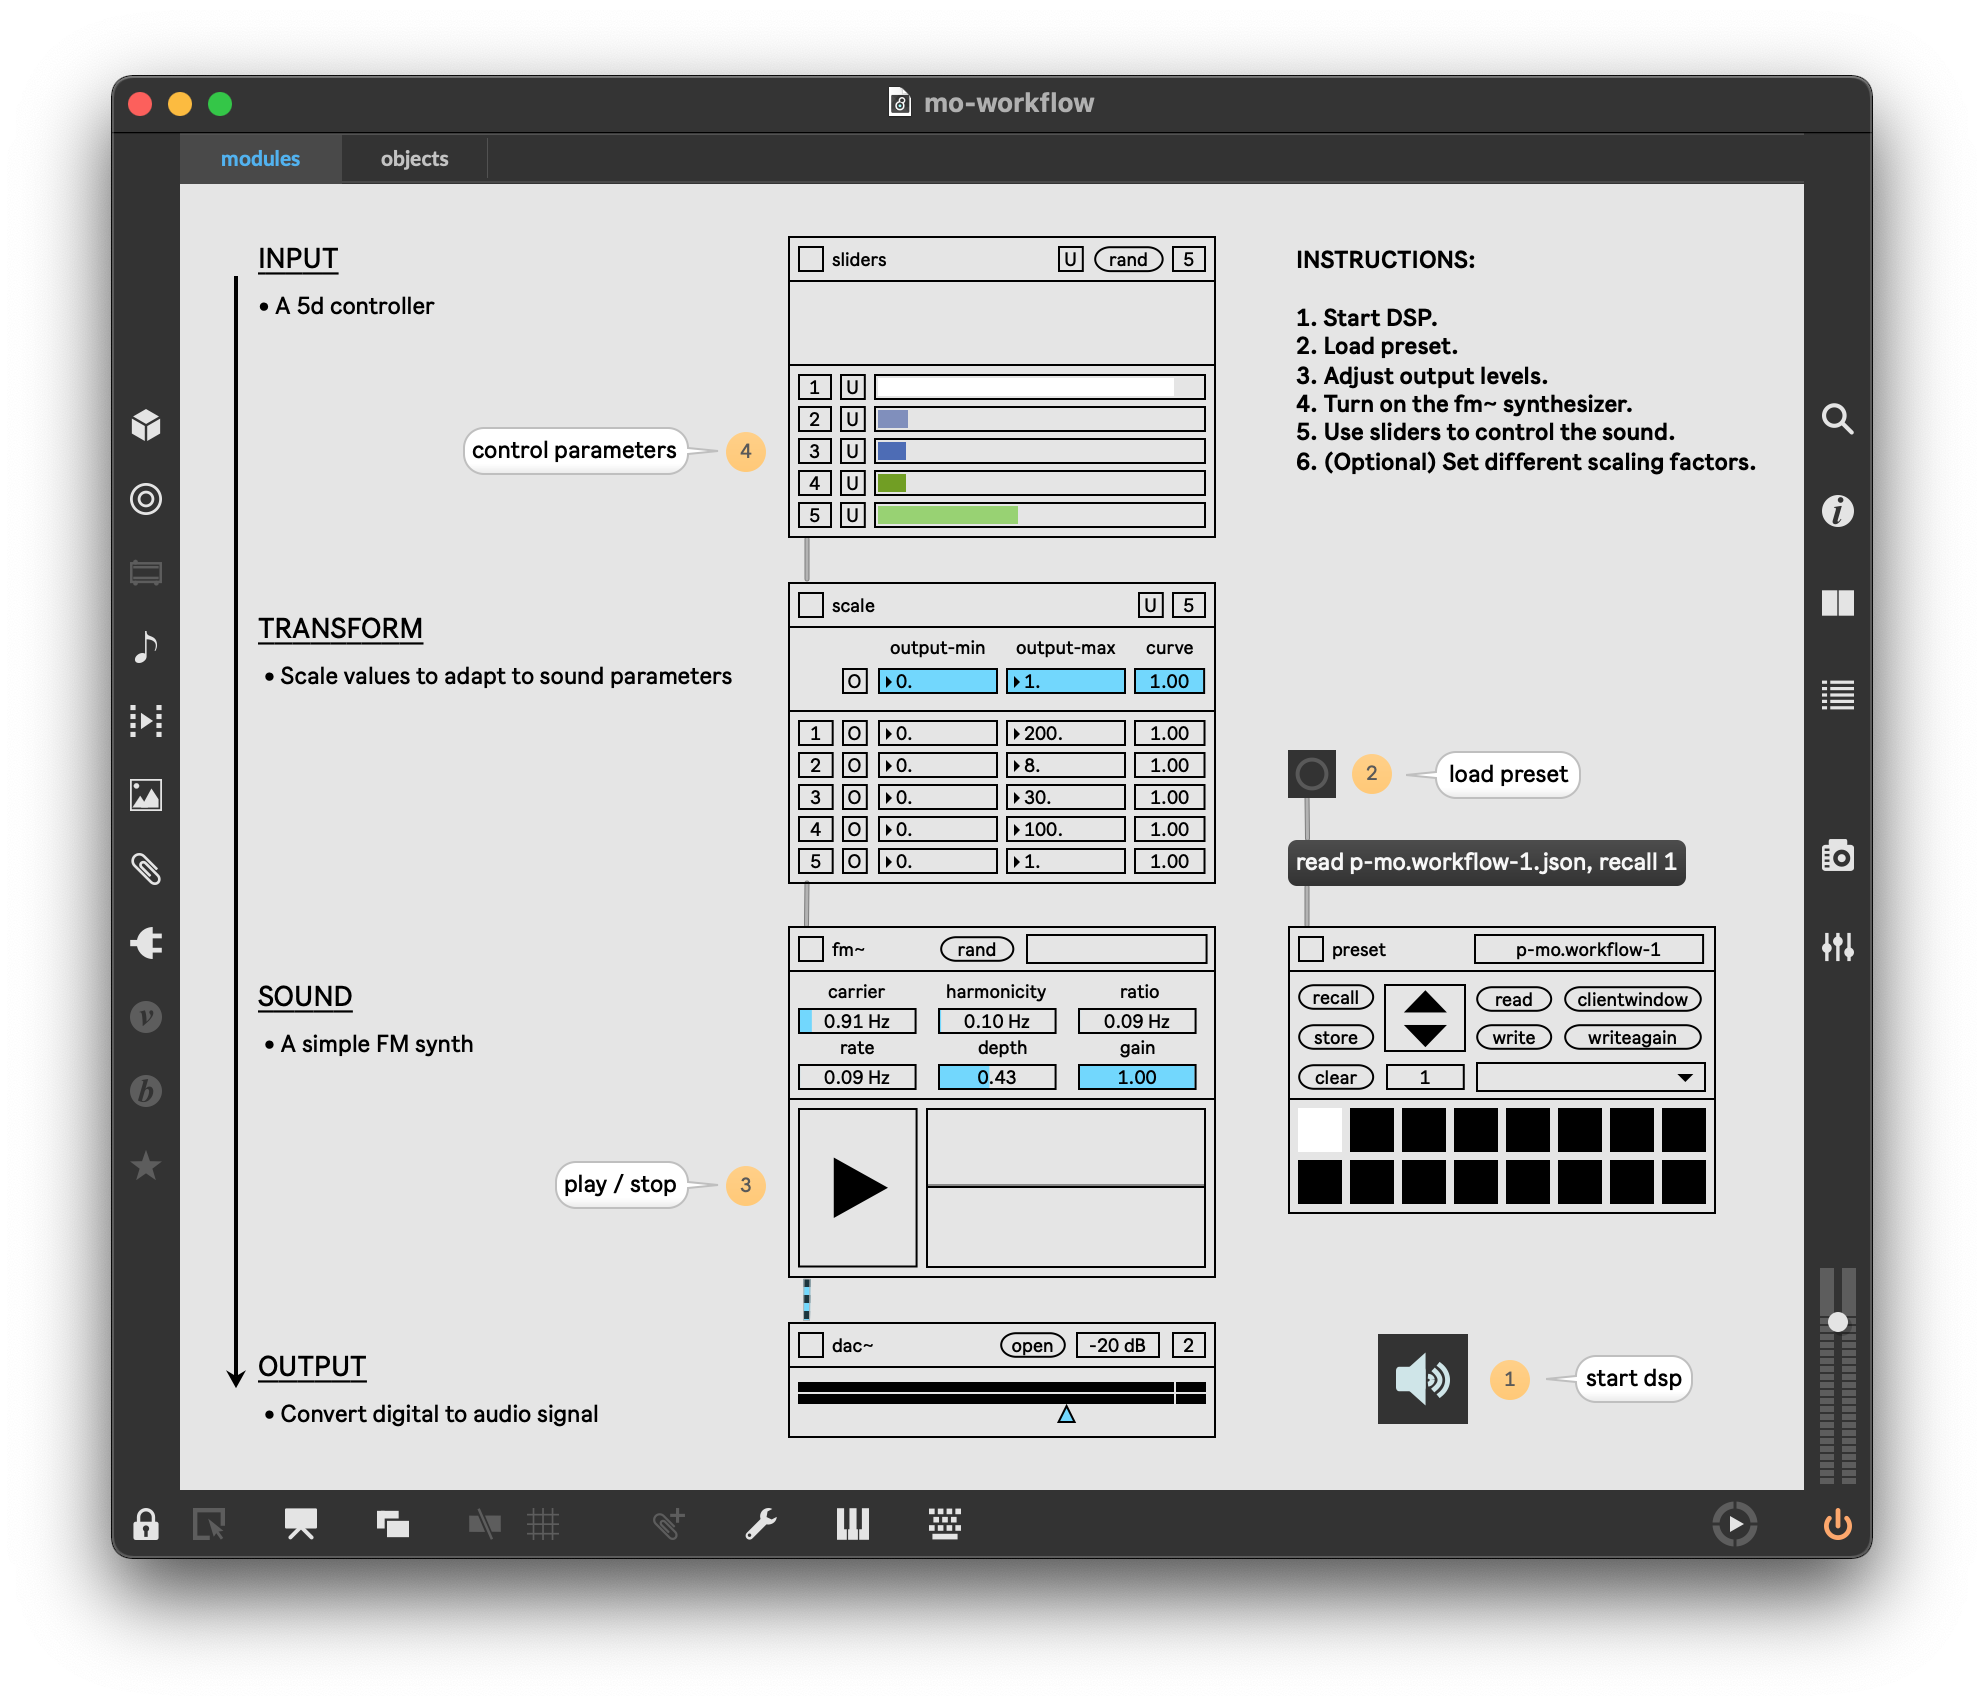 mo-workflow
modules
objects
INPUT
• A 5d controller
sliders
U
rand
5
1 U
2 U
3 U
4 U
5 U
control parameters
4
INSTRUCTIONS:
1. Start DSP.
2. Load preset.
3. Adjust output levels.
4. Turn on the fm~ synthesizer.
5. Use sliders to control the sound.
6. (Optional) Set different scaling factors.
TRANSFORM
• Scale values to adapt to sound parameters
scale
U
5
output-min output-max curve
O 0. 1. 1.00
1 O 0. 200. 1.00
2 O 0. 8. 1.00
3 O 0. 30. 1.00
4 O 0. 100. 1.00
5 O 0. 1. 1.00
2
load preset
read p-mo.workflow-1.json, recall 1
SOUND
• A simple FM synth
fm~
rand
carrier harmonicity ratio
0.91 Hz 0.10 Hz 0.09 Hz
rate depth gain
0.09 Hz 0.43 1.00
play / stop
3
preset
p-mo.workflow-1
recall read clientwindow
store write writeagain
clear 1
OUTPUT
• Convert digital to audio signal
dac~
open
-20 dB
2
1
start dsp